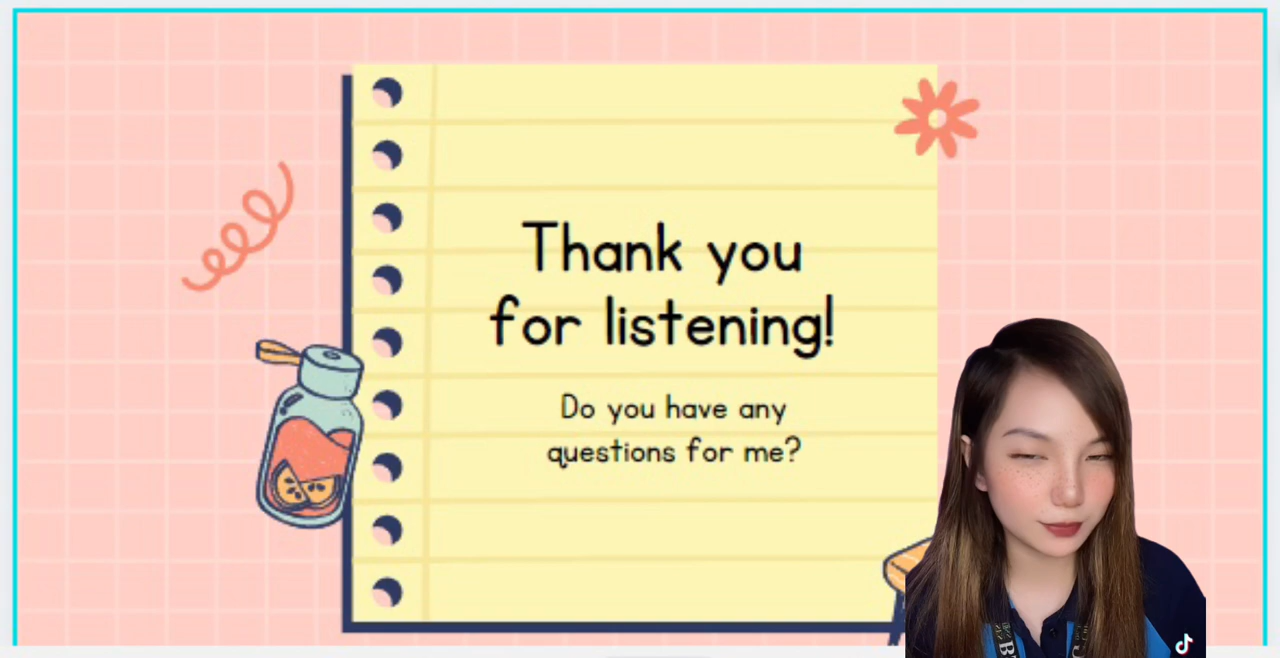 Thank you
for listening!
Do you have any
questions for me?